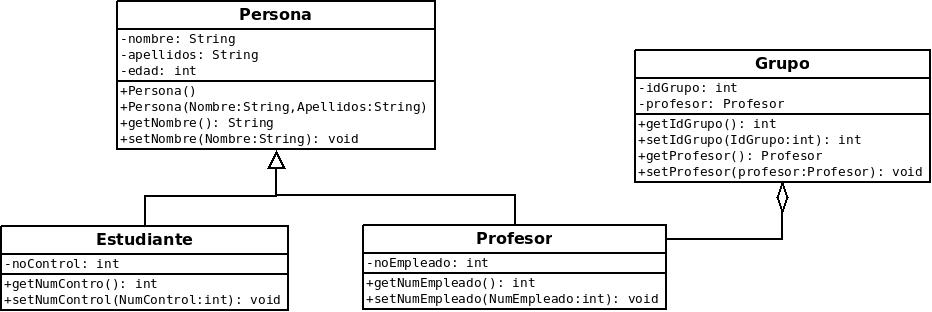 Persona
-nombre: String
-apellidos: String
-edad: int
+Persona()
+Persona(Nombre:String,Apellidos:String)
+getNombre(): String
+setNombre(Nombre:String): void
Grupo
-idGrupo: int
-profesor: Profesor
+getIdGrupo(): int
+setIdGrupo(IdGrupo:int): int
+getProfesor(): Profesor
+setProfesor(profesor:Profesor): void
Estudiante
-noControl: int
+getNumContro(): int
+setNumControl(NumControl:int): void
Profesor
-noEmpleado: int
+getNumEmpleado(): int
+setNumEmpleado(NumEmpleado:int): void